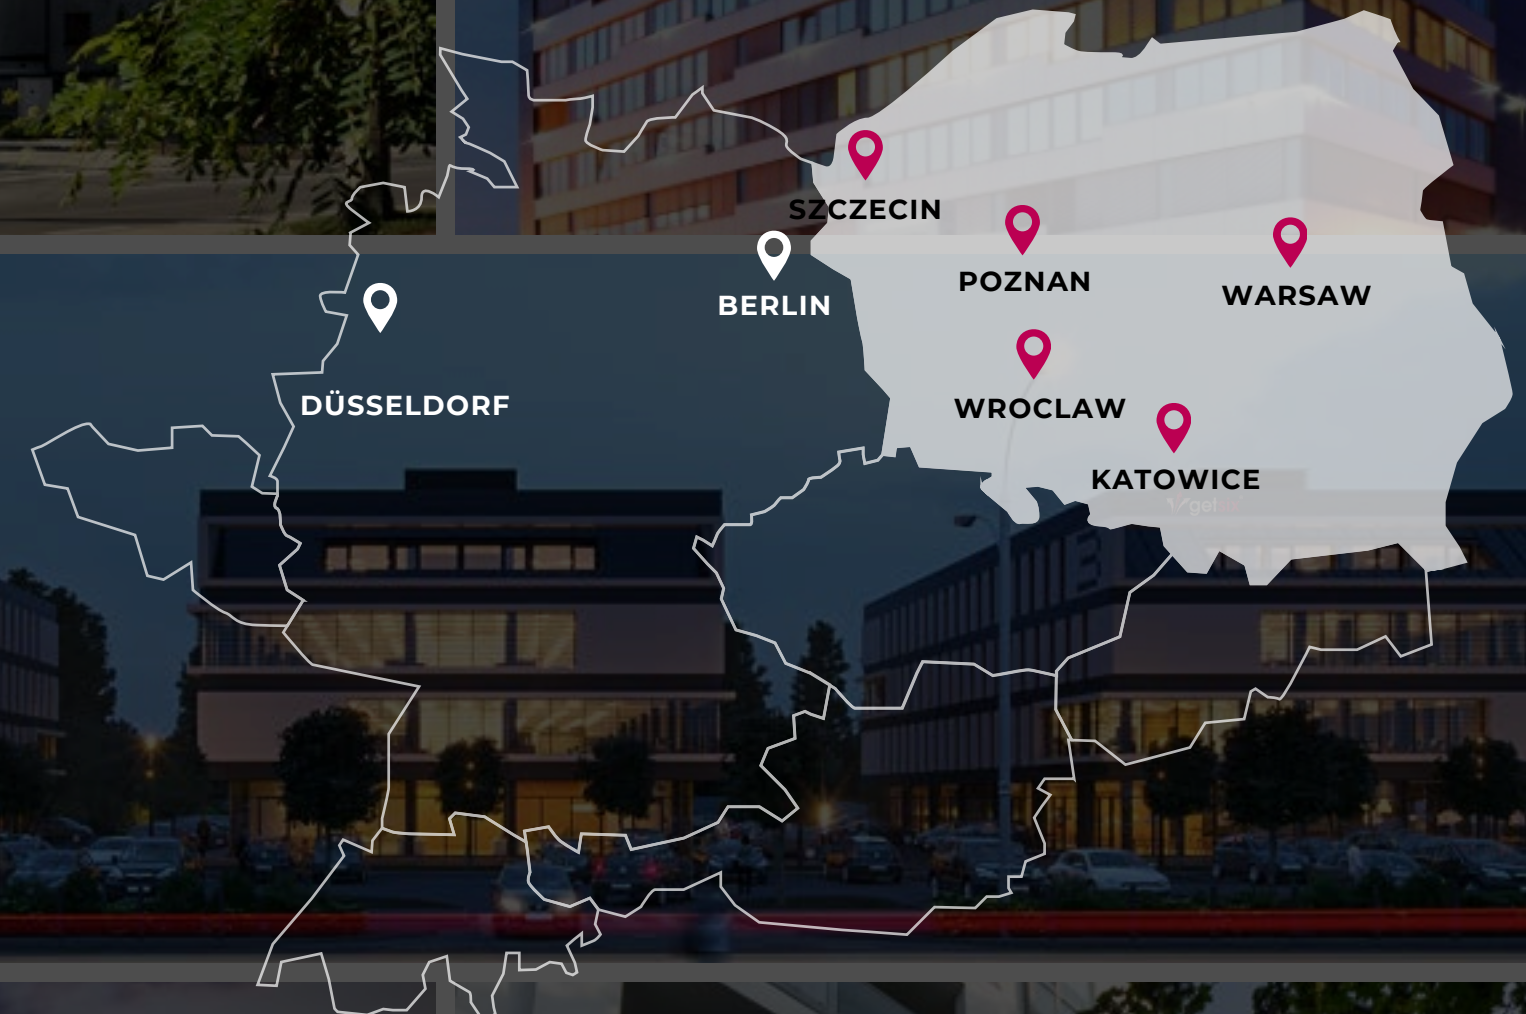 SZCZECIN
POZNAN
BERLIN
WARSAW
DÜSSELDORF
WROCLAW
KATOWICE